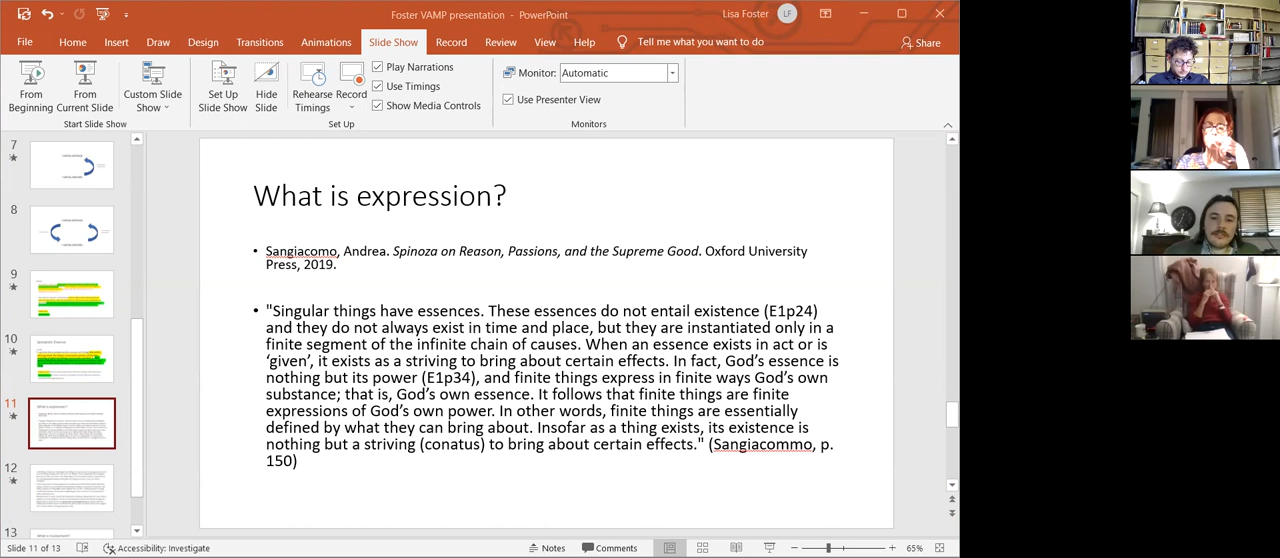 Foster VAMP presentation - PowerPoint
Lisa Foster
LF
File Home Insert Draw Design Transitions Animations Slide Show Record Review View Help Tell me what you want to do
Share
From Beginning
From Current Slide
Custom Slide Show
Start Slide Show
Set Up Slide Show
Hide Slide
Rehearse Timings
Record
Play Narrations
Use Timings
Show Media Controls
Set Up
Monitor: Automatic
Use Presenter View
Monitors
7
8
9
10
11
12
13
What is expression?
• Sangiacomo, Andrea. Spinoza on Reason, Passions, and the Supreme Good. Oxford University
Press, 2019.
• "Singular things have essences. These essences do not entail existence (E1p24)
and they do not always exist in time and place, but they are instantiated only in a
finite segment of the infinite chain of causes. When an essence exists in act or is
‘given’, it exists as a striving to bring about certain effects. In fact, God’s essence is
nothing but its power (E1p34), and finite things express in finite ways God’s own
substance; that is, God’s own essence. It follows that finite things are finite
expressions of God’s own power. In other words, finite things are essentially
defined by what they can bring about. Insofar as a thing exists, its existence is
nothing but a striving (conatus) to bring about certain effects." (Sangiacommo, p.
150)
Slide 11 of 13
Accessibility: Investigate
Notes
Comments
65%